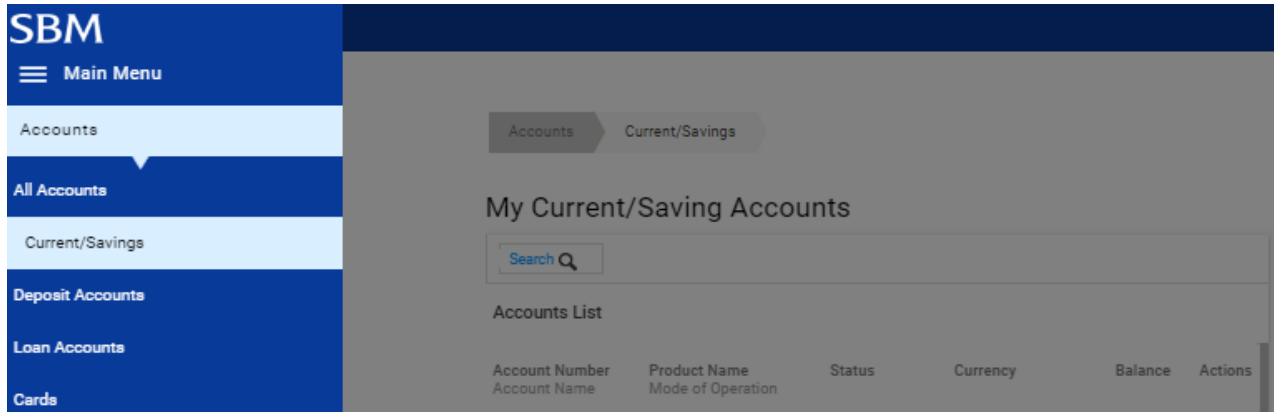 SBM
Main Menu
Accounts
All Accounts
Current/Savings
Deposit Accounts
Loan Accounts
Cards
Accounts Current/Savings
My Current/Saving Accounts
Search
Accounts List
Account Number Product Name Status Currency Balance Actions
Account Name Mode of Operation